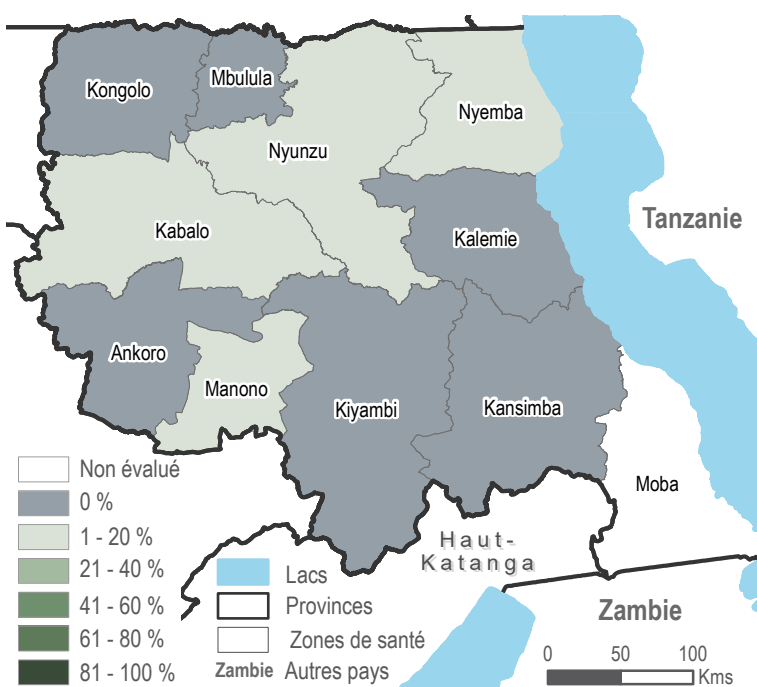 Kongolo
Mbulula
Nyemba
Nyunzu
Tanzanie
Kabalo
Kalemie
Ankoro
Manono
Kiyambi
Kansimba
Moba
Haut-
Katanga
Zambie
Non évalué
0 %
1 - 20 %
21 - 40 %
41 - 60 %
61 - 80 %
81 - 100 %
Lacs
Provinces
Zones de santé
Zambie Autres pays
0 50 100
Kms